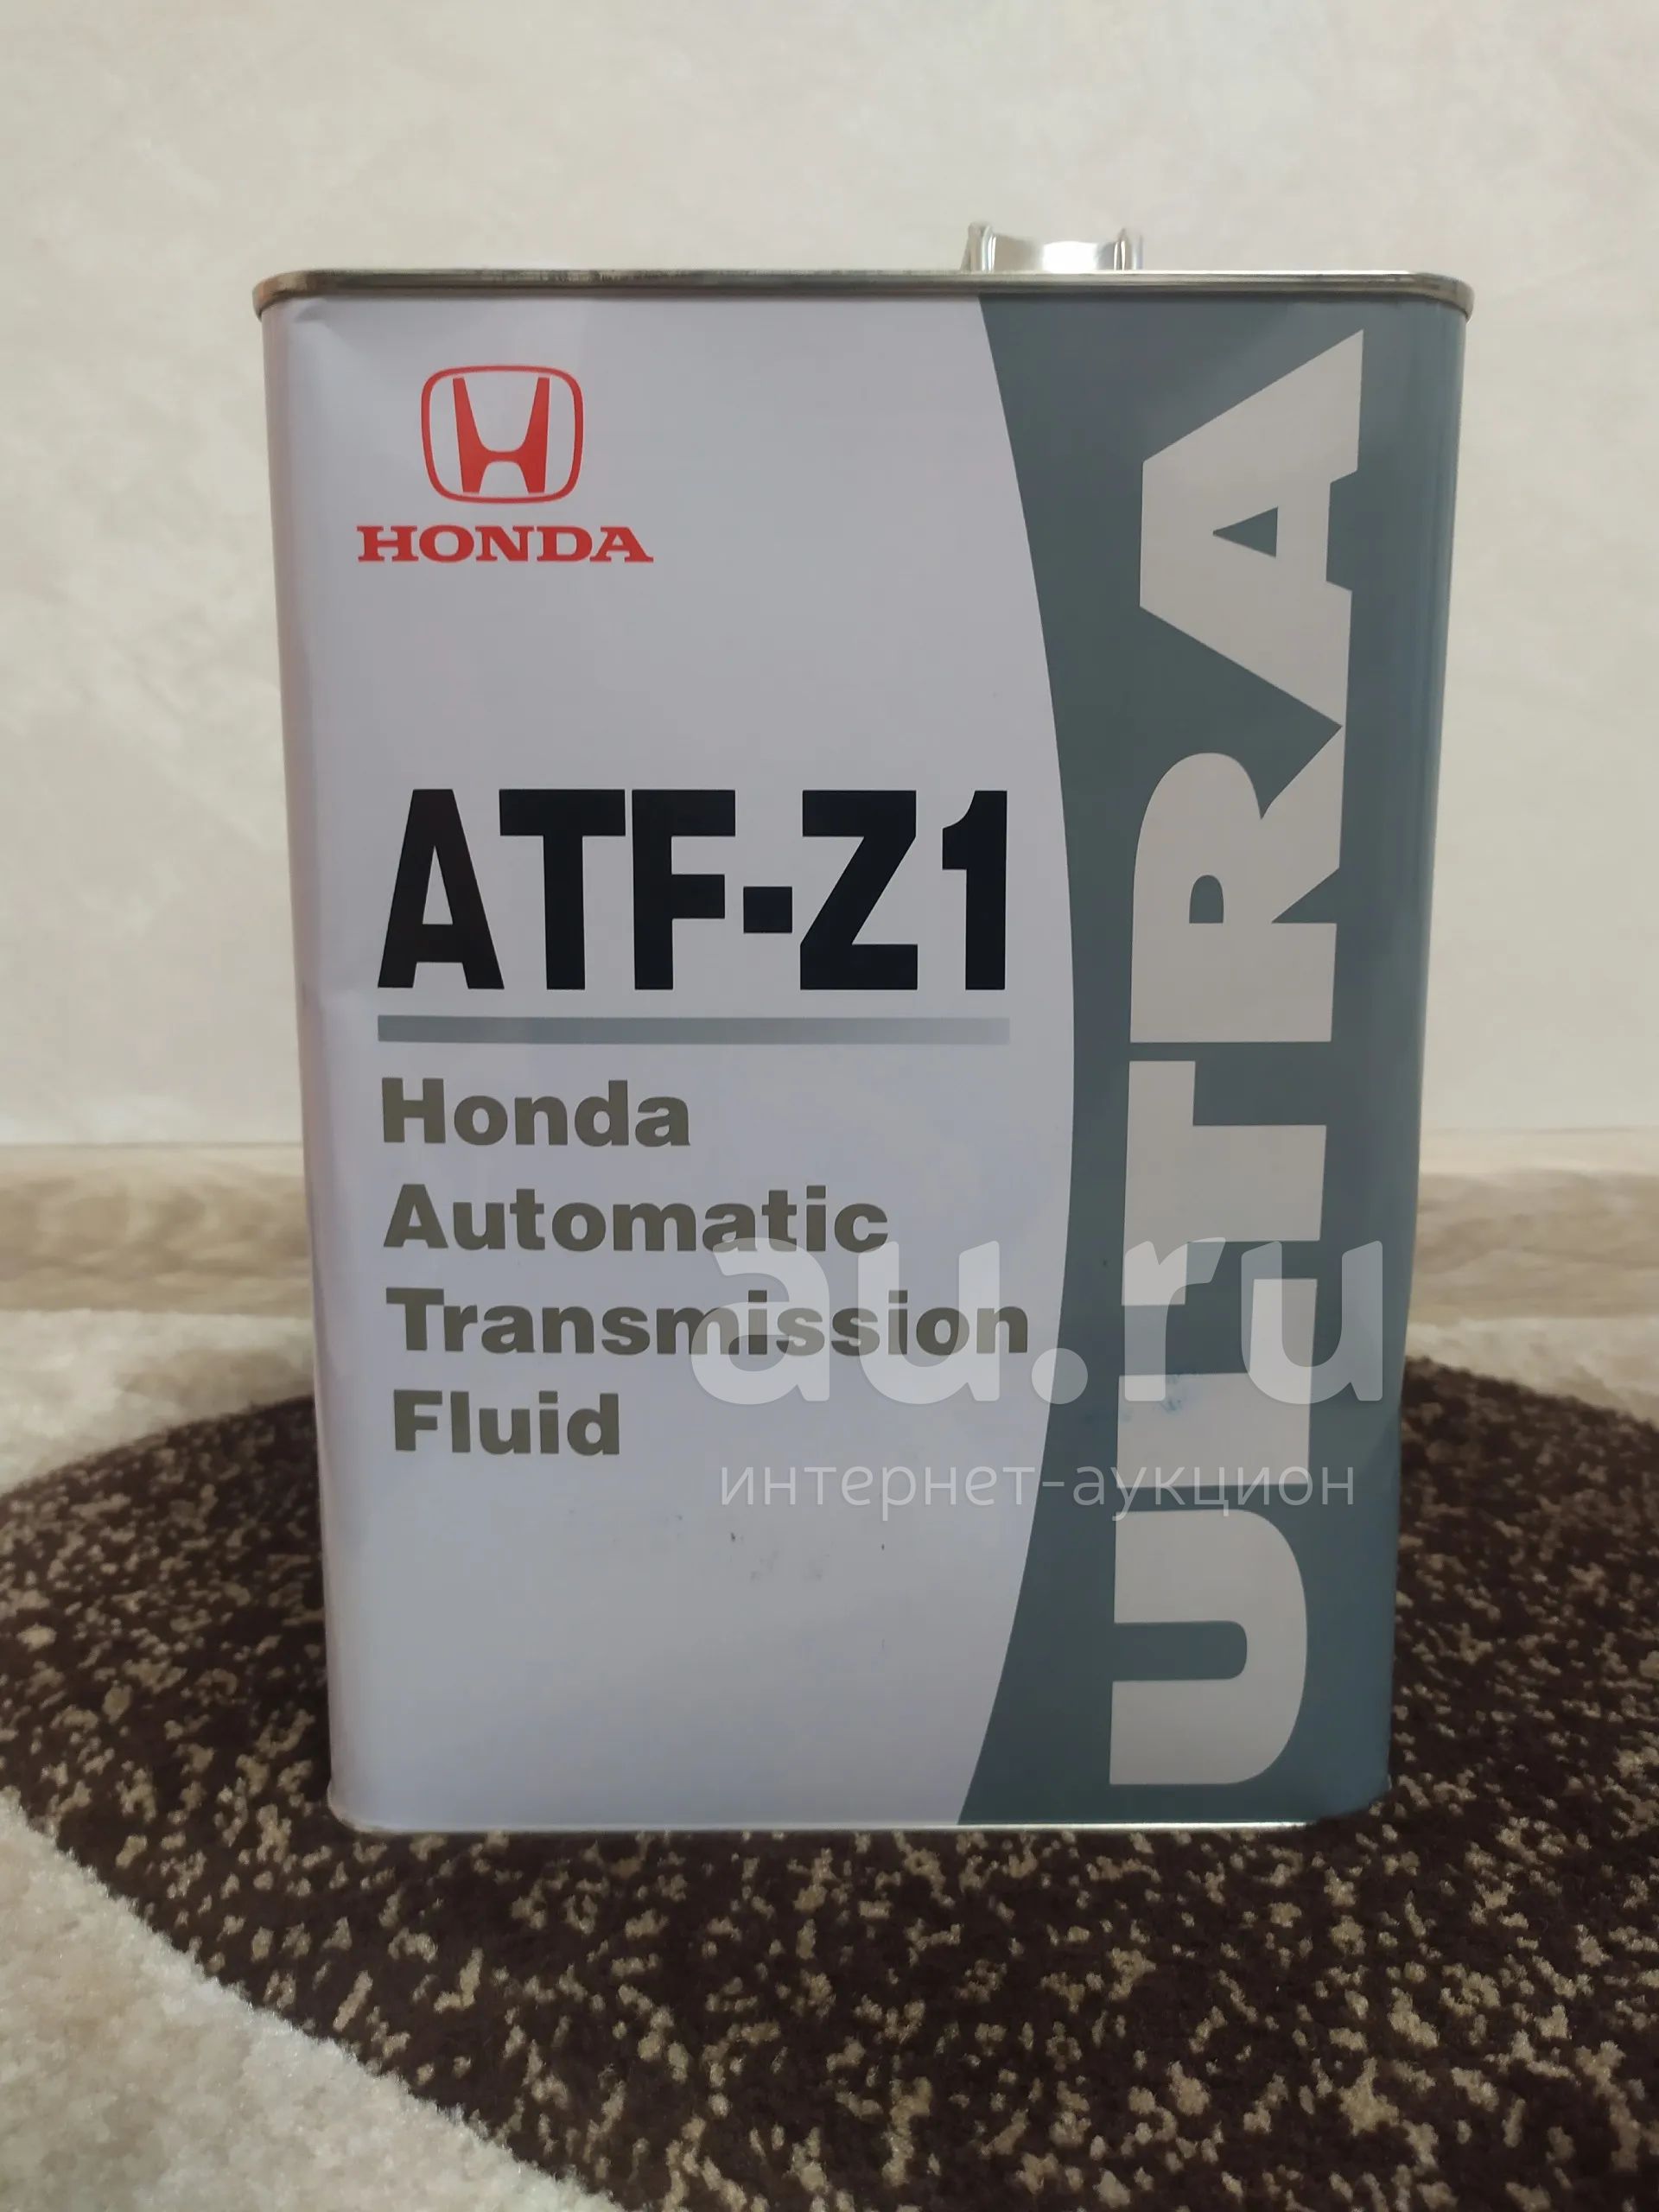 HONDA
ATF-Z1
Honda
Automatic
Transmission
Fluid
ULTRA
au.ru
интернет-аукцион